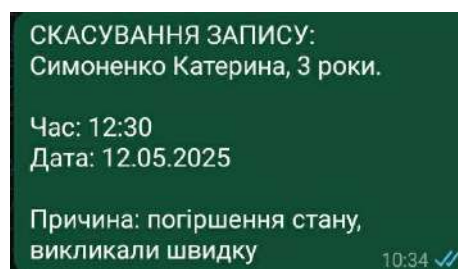 СКАСУВАННЯ ЗАПИСУ:
Симоненко Катерина, 3 роки.
Час: 12:30
Дата: 12.05.2025
Причина: погіршення стану,
викликали швидку
10:34